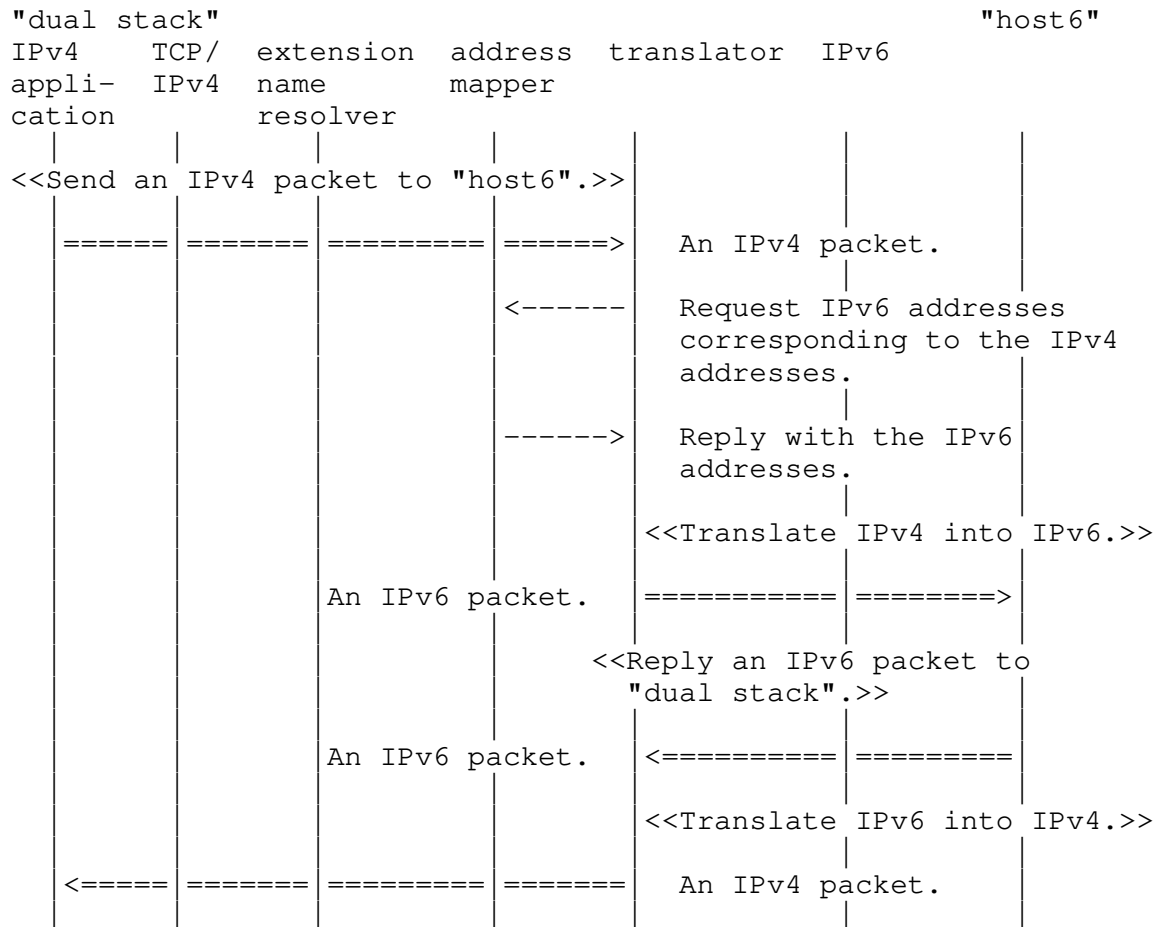 "dual stack" "host6"
IPv4 TCP/ extension address translator IPv6
appli- IPv4 name mapper
cation resolver
<<Send an IPv4 packet to "host6".>>
======|=======|=========|======> An IPv4 packet.
<------| Request IPv6 addresses
corresponding to the IPv4
addresses.
------>| Reply with the IPv6
addresses.
<<Translate IPv4 into IPv6.>>
An IPv6 packet. |===========|========>
<<Reply an IPv6 packet to
"dual stack".>>
An IPv6 packet. |<==========|=========
<<Translate IPv6 into IPv4.>>
<=====|=======|=========|=======| An IPv4 packet.